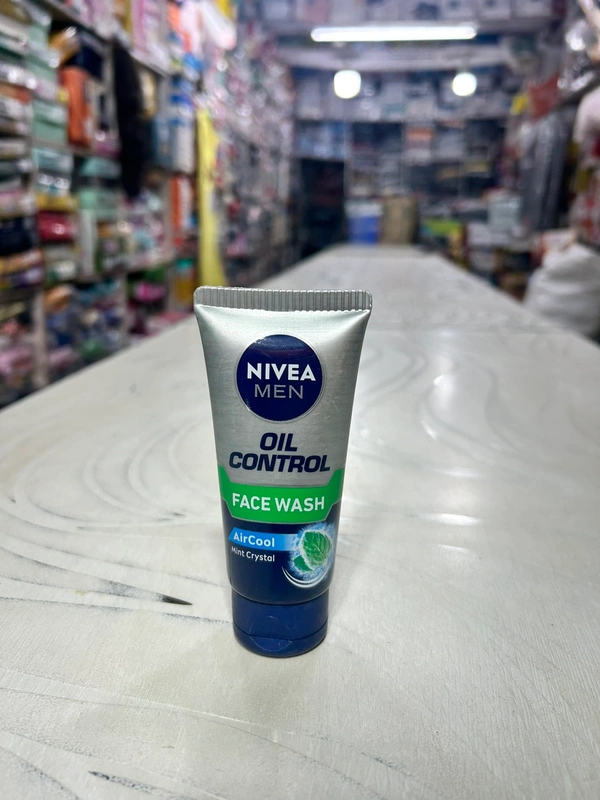 NIVEA
MEN
OIL
CONTROL
FACE WASH
AirCool
Mint Crystal